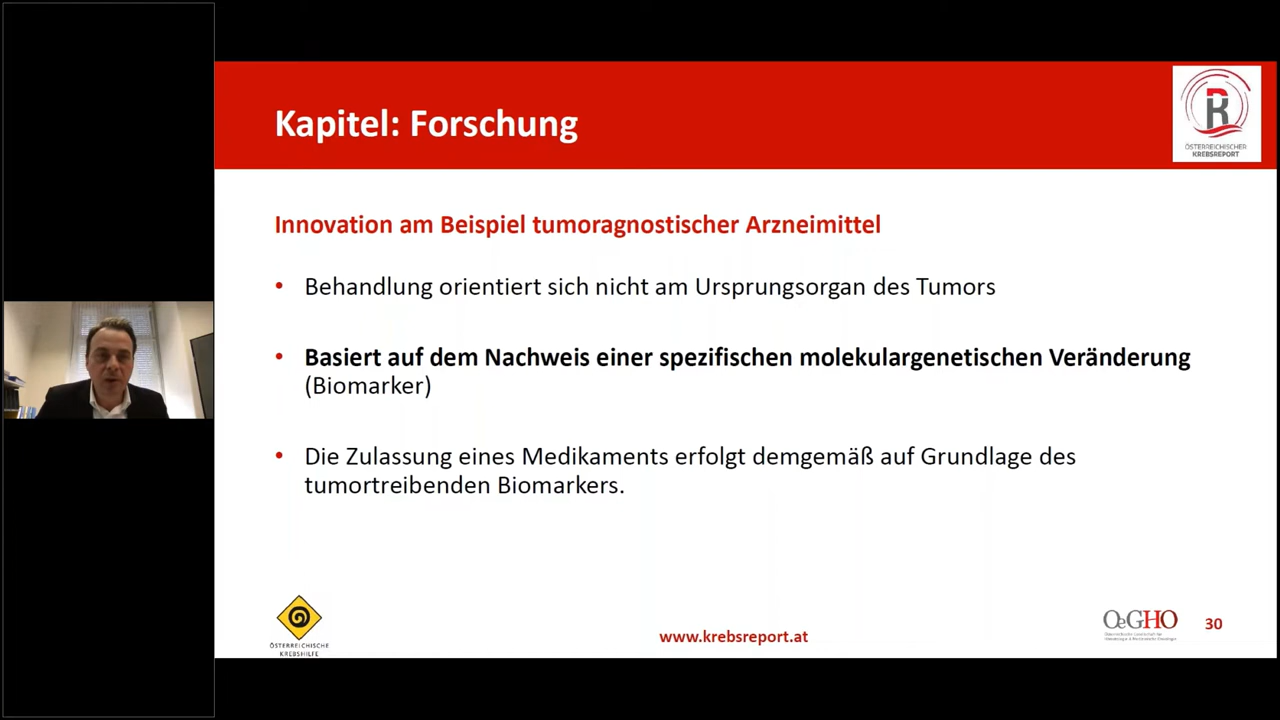 Kapitel: Forschung
ÖSTERREICHISCHER
KREBSREPORT
Innovation am Beispiel tumoragnostischer Arzneimittel
• Behandlung orientiert sich nicht am Ursprungsorgan des Tumors
• Basiert auf dem Nachweis einer spezifischen molekulargenetischen Veränderung
(Biomarker)
• Die Zulassung eines Medikaments erfolgt demgemäß auf Grundlage des
tumortreibenden Biomarkers.
ÖSTERREICHISCHE
KREBSHILFE
www.krebsreport.at
OeGHO
30